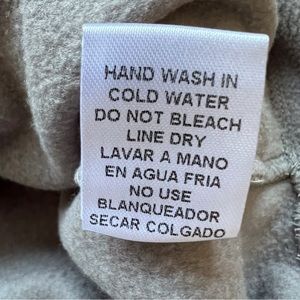 HAND WASH IN
COLD WATER
DO NOT BLEACH
LINE DRY
LAVAR A MANO
EN AGUA FRIA
NO USE
BLANQUEADOR
SECAR COLGADO